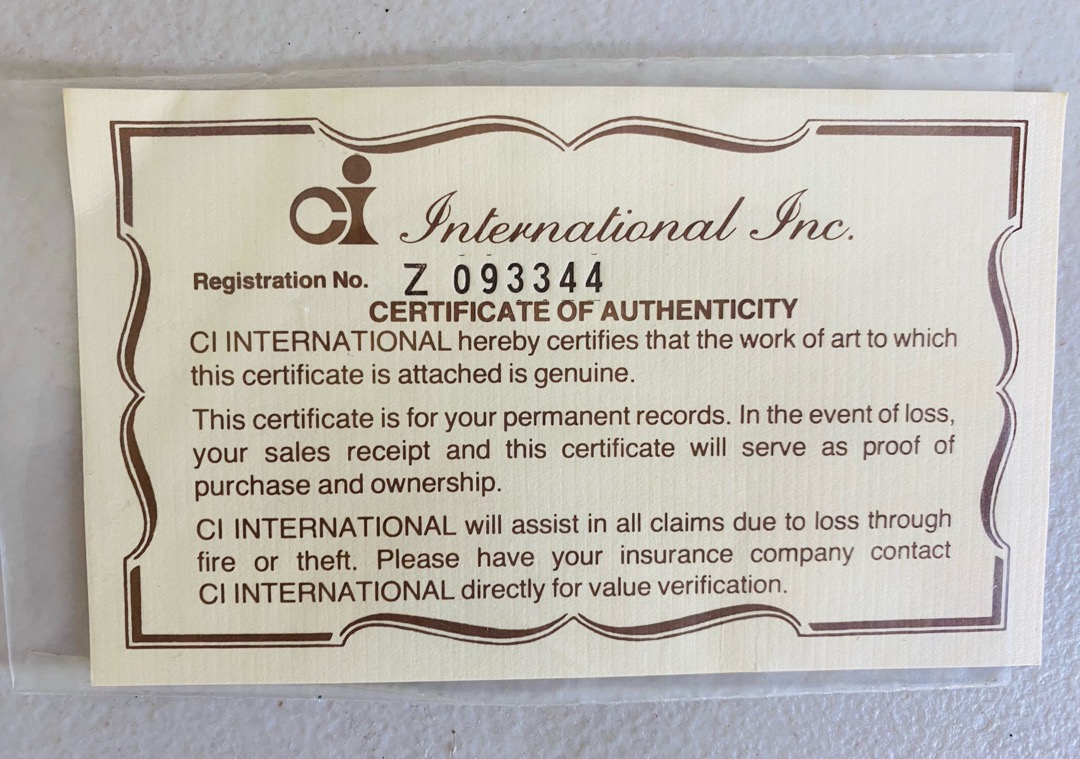 ci International Inc.
Registration No. Z 093344
CERTIFICATE OF AUTHENTICITY
CI INTERNATIONAL hereby certifies that the work of art to which
this certificate is attached is genuine.
This certificate is for your permanent records. In the event of loss,
your sales receipt and this certificate will serve as proof of
purchase and ownership.
CI INTERNATIONAL will assist in all claims due to loss through
fire or theft. Please have your insurance company contact
CI INTERNATIONAL directly for value verification.